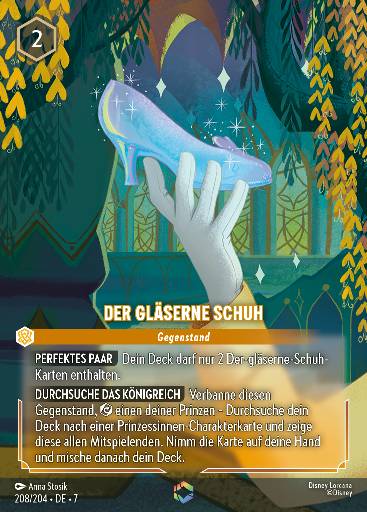 2
DER GLÄSERNE SCHUH
Gegenstand
PERFEKTES PAAR Dein Deck darf nur 2 Der-gläserne-Schuh-
Karten enthalten.
DURCHSUCHE DAS KÖNIGREICH Verbanne diesen
Gegenstand, einen deiner Prinzen – Durchsuche dein
Deck nach einer Prinzessinnen-Charakterkarte und zeige
diese allen Mitspielenden. Nimm die Karte auf deine Hand
und mische danach dein Deck.
Anna Stosik
Disney Lorcana
208/204 • DE • 7
©Disney